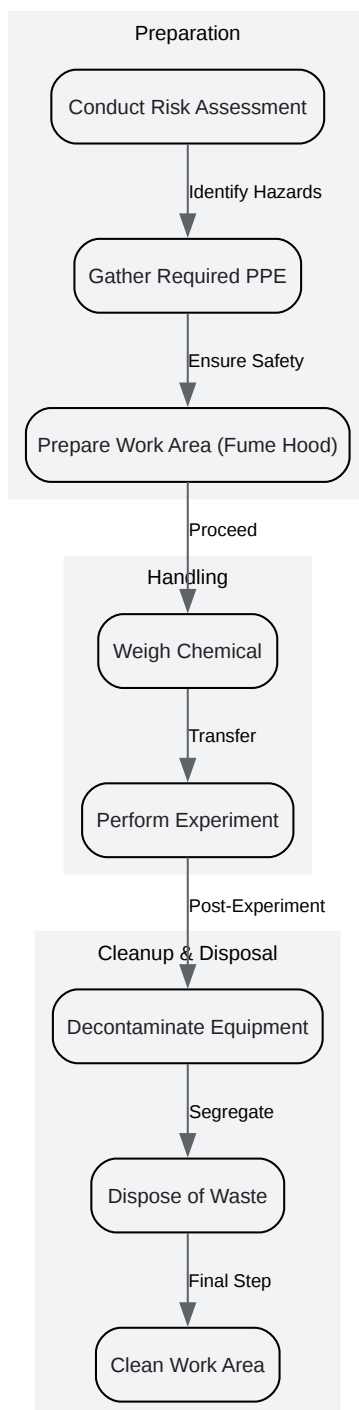 Preparation
Conduct Risk Assessment
Identify Hazards
Gather Required PPE
Ensure Safety
Prepare Work Area (Fume Hood)
Proceed
Handling
Weigh Chemical
Transfer
Perform Experiment
Post-Experiment
Cleanup & Disposal
Decontaminate Equipment
Segregate
Dispose of Waste
Final Step
Clean Work Area